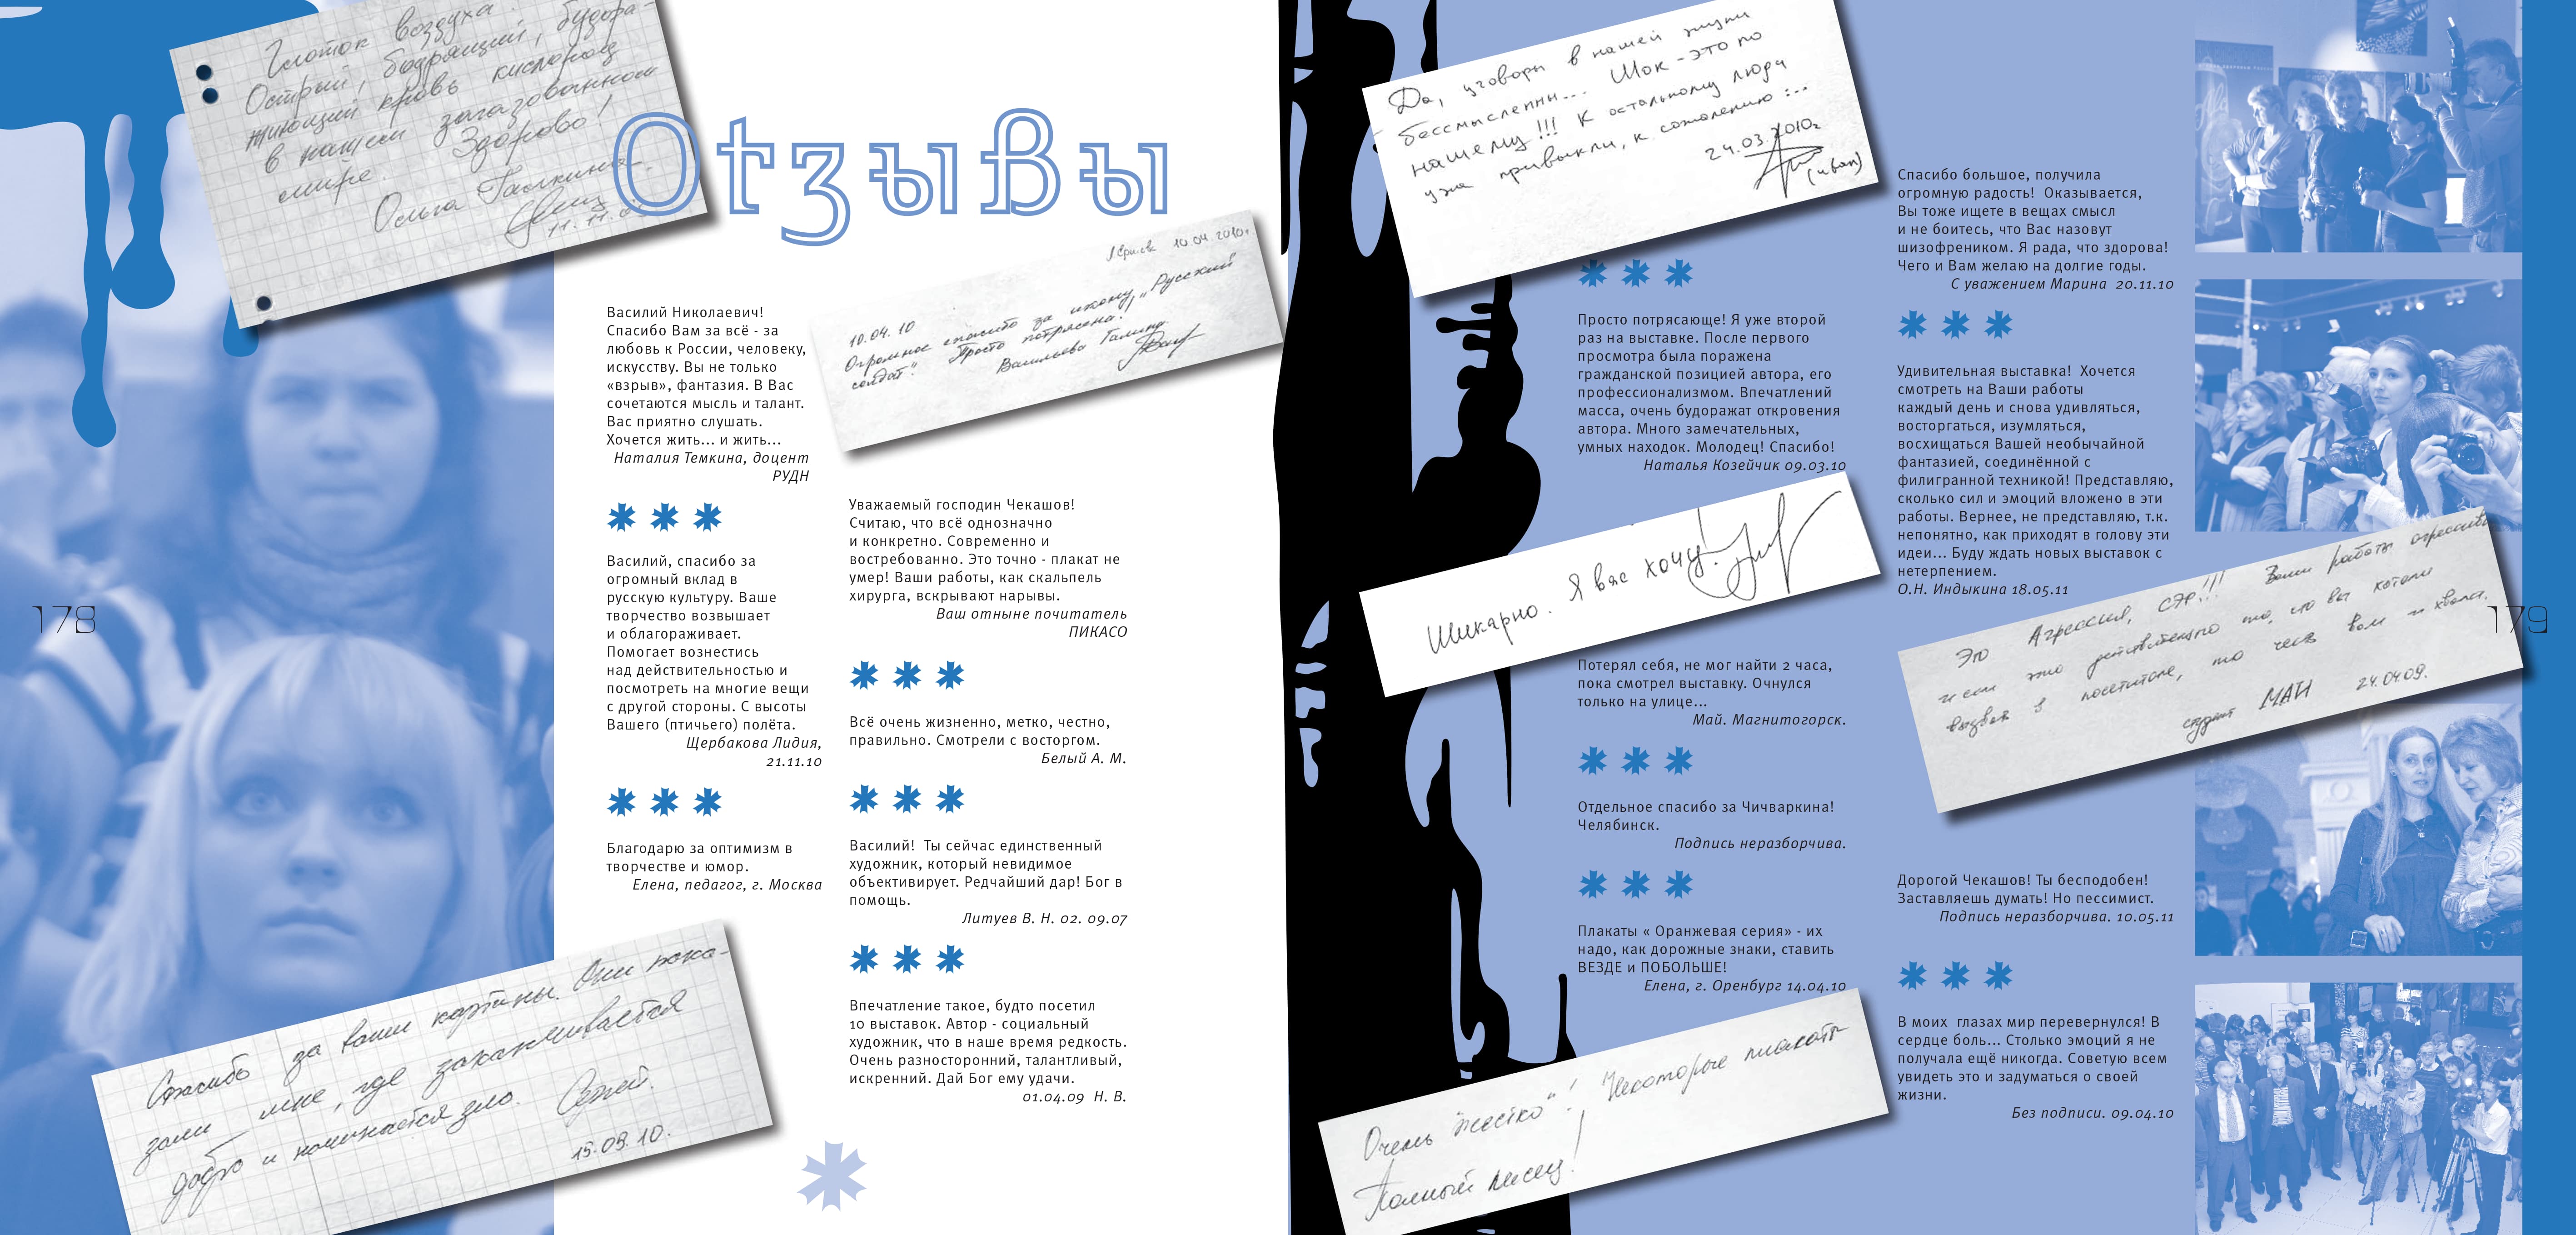 Глоток воздуха.
Острый, бодрящий, будора-
жиющий кровь кислород
в нашем загазованном
мире. Здорово!
Ольга Галкина
11.11.
Отзывы
Василий Николаевич!
Спасибо Вам за всё - за
любовь к России, человеку,
искусству. Вы не только
«взрыв», фантазия. В Вас
сочетаются мысль и талант.
Вас приятно слушать.
Хочется жить... и жить...
Наталия Темкина, доцент
РУДН
Василий, спасибо за
огромный вклад в
русскую культуру. Ваше
творчество возвышает
и облагораживает.
Помогает вознестись
над действительностью и
посмотреть на многие вещи
с другой стороны. С высоты
Вашего (птичьего) полёта.
Щербакова Лидия,
21.11.10
Благодарю за оптимизм в
творчестве и юмор.
Елена, педагог, г. Москва
Спасибо за ваши картины. Они пока-
зали мне, где заканчивается
добро и начинается зло. Сергей.
15.09.10.
178
10.04.2010г.
10.04.10
Огромное спасибо за икону „Русский
солдат". Просто потрясена.
Васильева Галина
Уважаемый господин Чекашов!
Считаю, что всё однозначно
и конкретно. Современно и
востребованно. Это точно - плакат не
умер! Ваши работы, как скальпель
хирурга, вскрывают нарывы.
Ваш отныне почитатель
ПИКАСО
Всё очень жизненно, метко, честно,
правильно. Смотрели с восторгом.
Белый А. М.
Василий! Ты сейчас единственный
художник, который невидимое
объективирует. Редчайший дар! Бог в
помощь.
Литуев В. Н. 02. 09.07
Впечатление такое, будто посетил
10 выставок. Автор - социальный
художник, что в наше время редкость.
Очень разносторонний, талантливый,
искренний. Дай Бог ему удачи.
01.04.09 Н. В.
Да, уговоры в нашей жизни
бессмысленны... Шок - это по
нашему!!! К остальному люди
уже привыкли, к сожалению :...
24.03.2010г
(иван)
Просто потрясающе! Я уже второй
раз на выставке. После первого
просмотра была поражена
гражданской позицией автора, его
профессионализмом. Впечатлений
масса, очень будоражат откровения
автора. Много замечательных,
умных находок. Молодец! Спасибо!
Наталья Козейчик 09.03.10
Шикарно. Я вас хочу!
Потерял себя, не мог найти 2 часа,
пока смотрел выставку. Очнулся
только на улице...
Май. Магнитогорск.
Отдельное спасибо за Чичваркина!
Челябинск.
Подпись неразборчива.
Плакаты « Оранжевая серия» - их
надо, как дорожные знаки, ставить
ВЕЗДЕ и ПОБОЛЬШЕ!
Елена, г. Оренбург 14.04.10
Очень "жестко"! Некоторые плакаты
Полный писец!
Спасибо большое, получила
огромную радость! Оказывается,
Вы тоже ищете в вещах смысл
и не боитесь, что Вас назовут
шизофреником. Я рада, что здорова!
Чего и Вам желаю на долгие годы.
С уважением Марина 20.11.10
Удивительная выставка! Хочется
смотреть на Ваши работы
каждый день и снова удивляться,
восторгаться, изумляться,
восхищаться Вашей необычайной
фантазией, соединённой с
филигранной техникой! Представляю,
сколько сил и эмоций вложено в эти
работы. Вернее, не представляю, т.к.
непонятно, как приходят в голову эти
идеи... Буду ждать новых выставок с
нетерпением.
О.Н. Индыкина 18.05.11
Это Агрессия, СЭР!!! Ваши работы агрессивны
и если это действительно то, что вы хотели
вызвать в посетителе, то честь вам и хвала.
студент МАТИ 24.04.09.
179
Дорогой Чекашов! Ты бесподобен!
Заставляешь думать! Но пессимист.
Подпись неразборчива. 10.05.11
В моих глазах мир перевернулся! В
сердце боль... Столько эмоций я не
получала ещё никогда. Советую всем
увидеть это и задуматься о своей
жизни.
Без подписи. 09.04.10